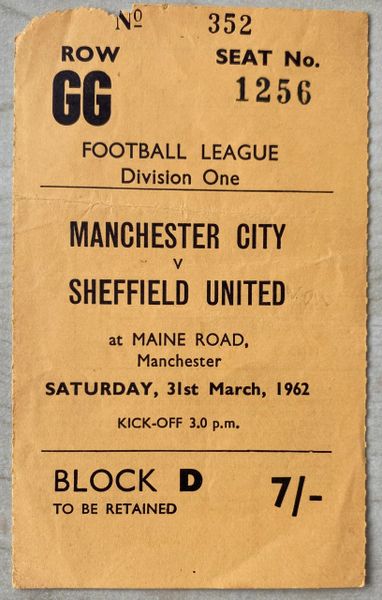 Nº 352
ROW SEAT No.
GG 1256
FOOTBALL LEAGUE
Division One
MANCHESTER CITY
v
SHEFFIELD UNITED
at MAINE ROAD,
Manchester
SATURDAY, 31st March, 1962
KICK-OFF 3.0 p.m.
BLOCK D 7/-
TO BE RETAINED